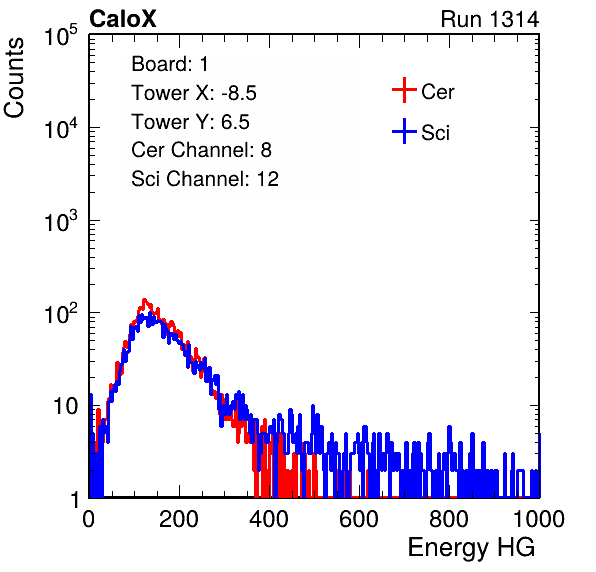 CaloX Run 1314
Counts
Board: 1
Tower X: -8.5
Tower Y: 6.5
Cer Channel: 8
Sci Channel: 12
Cer
Sci
10^5
10^4
10^3
10^2
10
1
0 200 400 600 800 1000
Energy HG